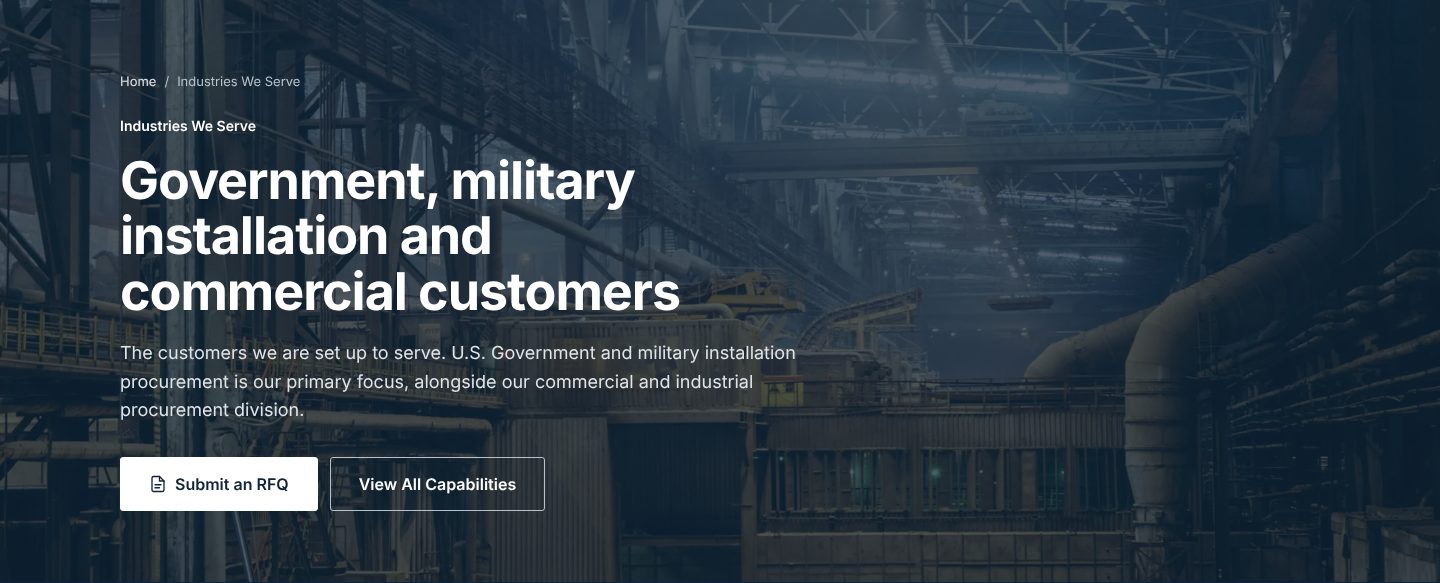 Home / Industries We Serve
Industries We Serve
Government, military
installation and
commercial customers
The customers we are set up to serve. U.S. Government and military installation
procurement is our primary focus, alongside our commercial and industrial
procurement division.
Submit an RFQ
View All Capabilities